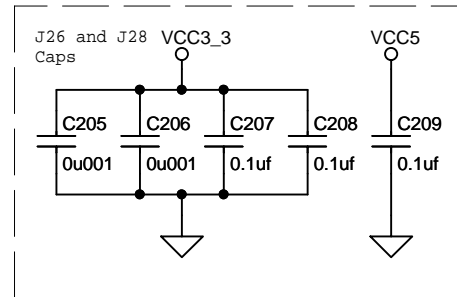 J26 and J28
Caps
VCC3_3
VCC5
C205
C206
C207
C208
C209
0u001
0u001
0.1uf
0.1uf
0.1uf